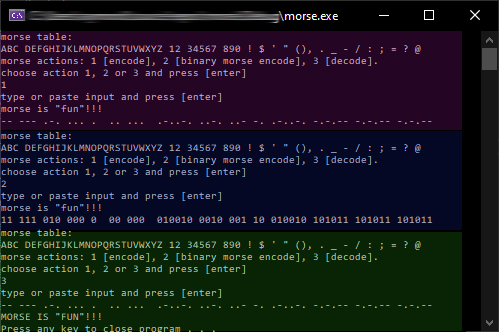 \morse.exe
morse table:
ABC DEFGHIJKLMNOPQRSTUVWXYZ 12 34567 890 ! $ ' " (), . _ - / : ; = ? @
morse actions: 1 [encode], 2 [binary morse encode], 3 [decode].
choose action 1, 2 or 3 and press [enter]
1
type or paste input and press [enter]
morse is "fun"!!!
-- --- .-. ... .  .. ...  .-..-. ..-. ..- -. .-..-. -.-.-- -.-.-- -.-.--
morse table:
ABC DEFGHIJKLMNOPQRSTUVWXYZ 12 34567 890 ! $ ' " (), . _ - / : ; = ? @
morse actions: 1 [encode], 2 [binary morse encode], 3 [decode].
choose action 1, 2 or 3 and press [enter]
2
type or paste input and press [enter]
morse is "fun"!!!
11 111 010 000 0  00 000  010010 0010 001 10 010010 101011 101011 101011
morse table:
ABC DEFGHIJKLMNOPQRSTUVWXYZ 12 34567 890 ! $ ' " (), . _ - / : ; = ? @
morse actions: 1 [encode], 2 [binary morse encode], 3 [decode].
choose action 1, 2 or 3 and press [enter]
3
type or paste input and press [enter]
-- --- .-. ... .  .. ...  .-..-. ..-. ..- -. .-..-. -.-.-- -.-.-- -.-.--
MORSE IS "FUN"!!!
Press any key to close program . . .